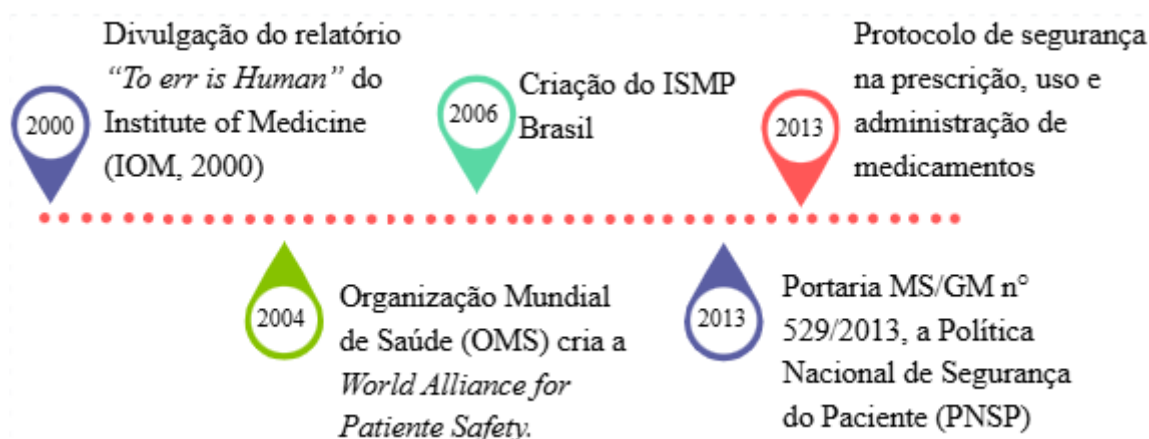 2000
Divulgação do relatório
“To err is Human” do
Institute of Medicine
(IOM, 2000)
2004
Organização Mundial
de Saúde (OMS) cria a
World Alliance for
Patiente Safety.
2006
Criação do ISMP
Brasil
2013
Portaria MS/GM n°
529/2013, a Política
Nacional de Segurança
do Paciente (PNSP)
2013
Protocolo de segurança
na prescrição, uso e
administração de
medicamentos